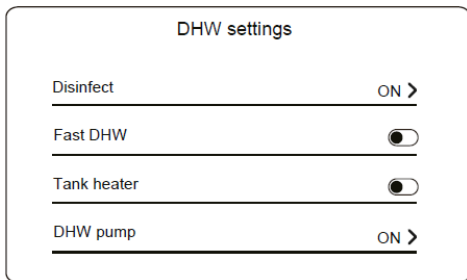 DHW settings
Disinfect ON
Fast DHW
Tank heater
DHW pump ON